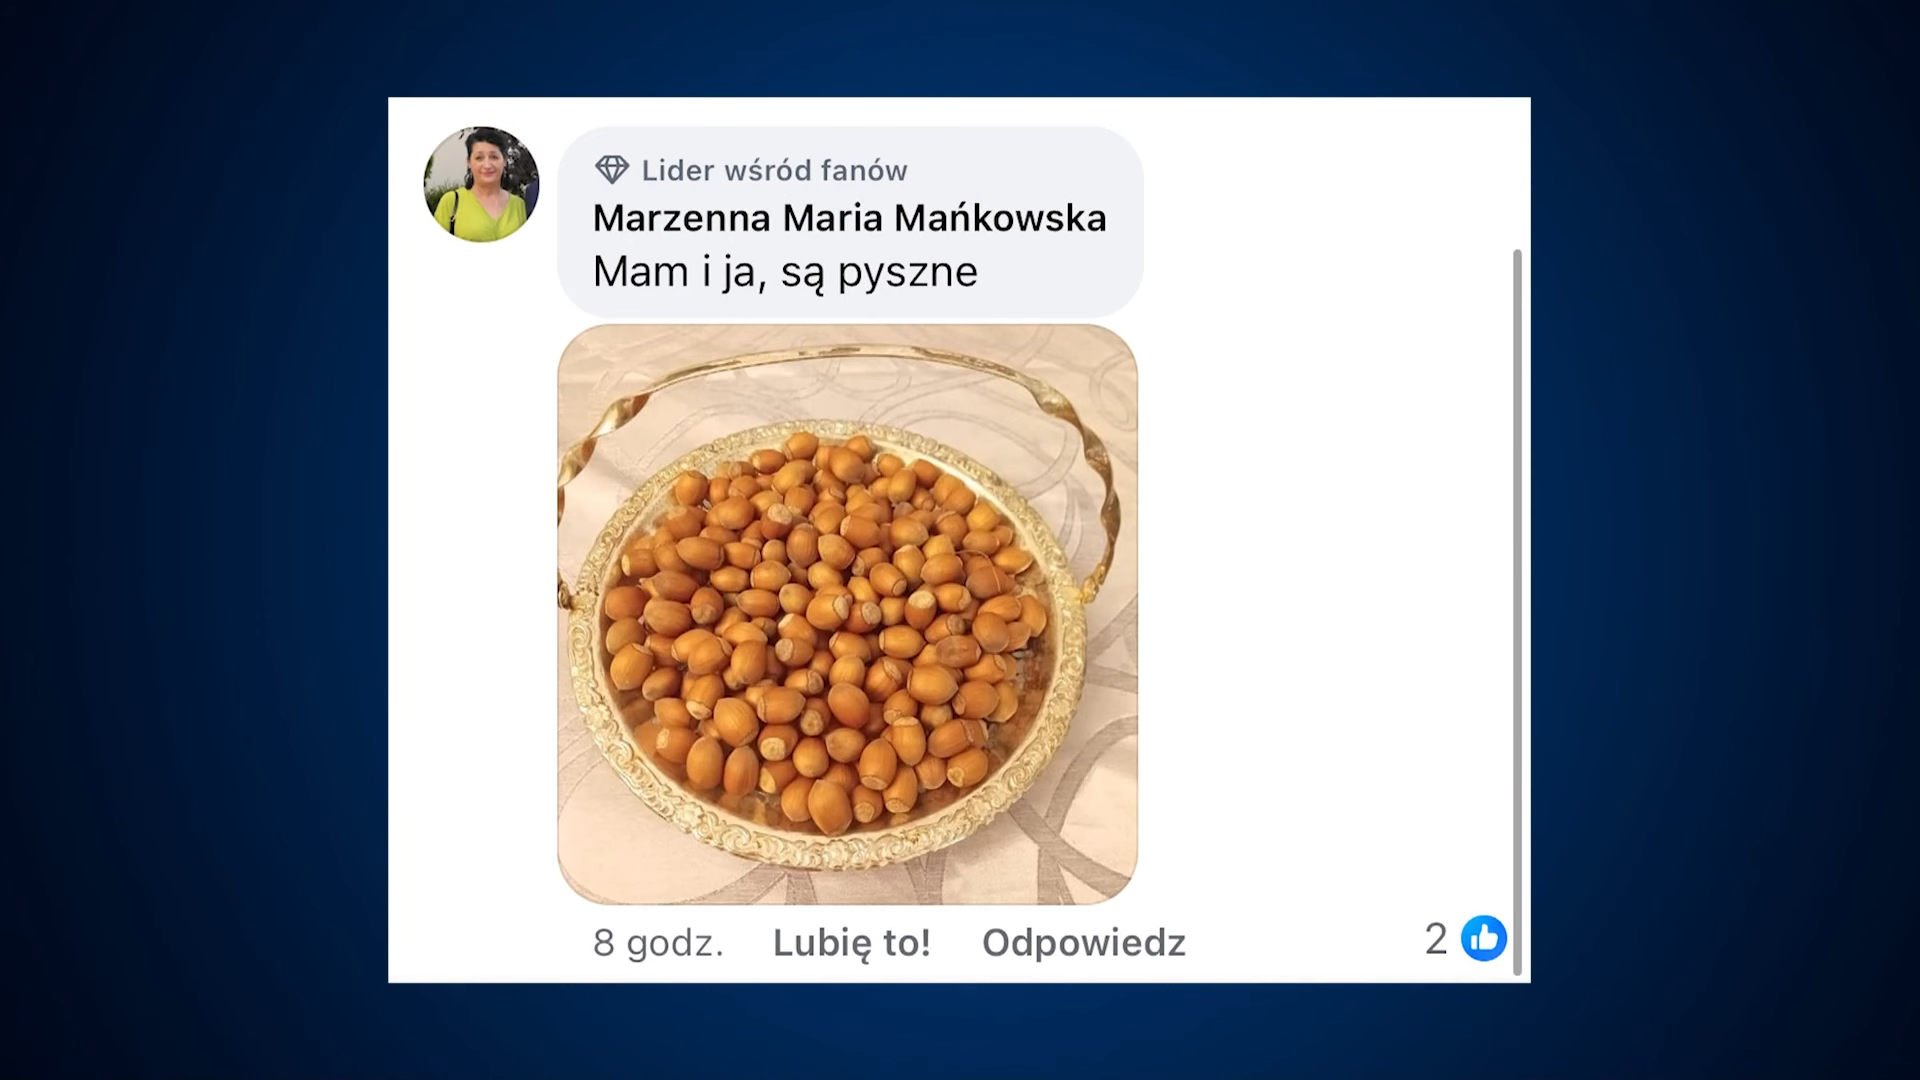 Lider wśród fanów
Marzenna Maria Mańkowska
Mam i ja, są pyszne
8 godz. Lubię to! Odpowiedz 2